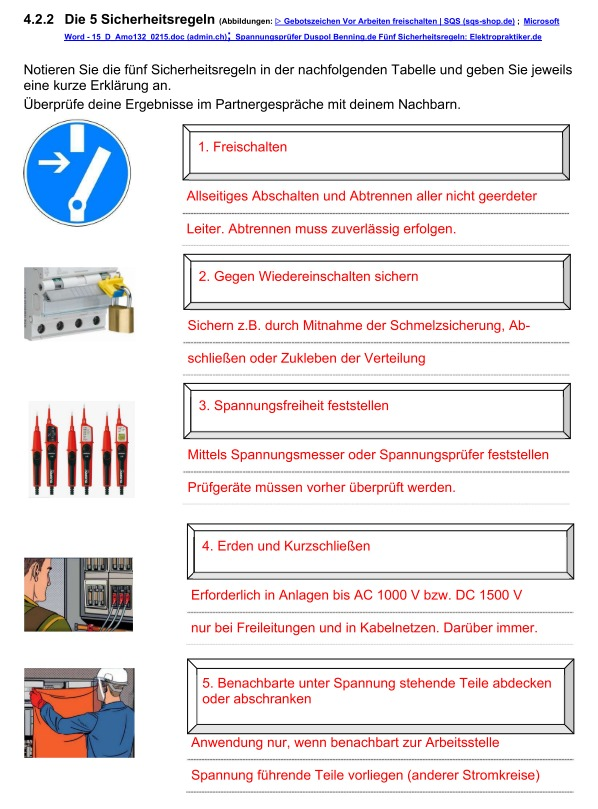 4.2.2 Die 5 Sicherheitsregeln (Abbildungen: ▷ Gebotszeichen Vor Arbeiten freischalten | SQS (sqs-shop.de) ; Microsoft
Word - 15_D_Amo132_0215.doc (admin.ch); Spannungsprüfer Duspol Benning.de Fünf Sicherheitsregeln: Elektropraktiker.de
Notieren Sie die fünf Sicherheitsregeln in der nachfolgenden Tabelle und geben Sie jeweils
eine kurze Erklärung an.
Überprüfe deine Ergebnisse im Partnergespräche mit deinem Nachbarn.
1. Freischalten
Allseitiges Abschalten und Abtrennen aller nicht geerdeter
Leiter. Abtrennen muss zuverlässig erfolgen.
2. Gegen Wiedereinschalten sichern
Sichern z.B. durch Mitnahme der Schmelzsicherung, Ab-
schließen oder Zukleben der Verteilung
3. Spannungsfreiheit feststellen
Mittels Spannungsmesser oder Spannungsprüfer feststellen
Prüfgeräte müssen vorher überprüft werden.
4. Erden und Kurzschließen
Erforderlich in Anlagen bis AC 1000 V bzw. DC 1500 V
nur bei Freileitungen und in Kabelnetzen. Darüber immer.
5. Benachbarte unter Spannung stehende Teile abdecken
oder abschranken
Anwendung nur, wenn benachbart zur Arbeitsstelle
Spannung führende Teile vorliegen (anderer Stromkreise)